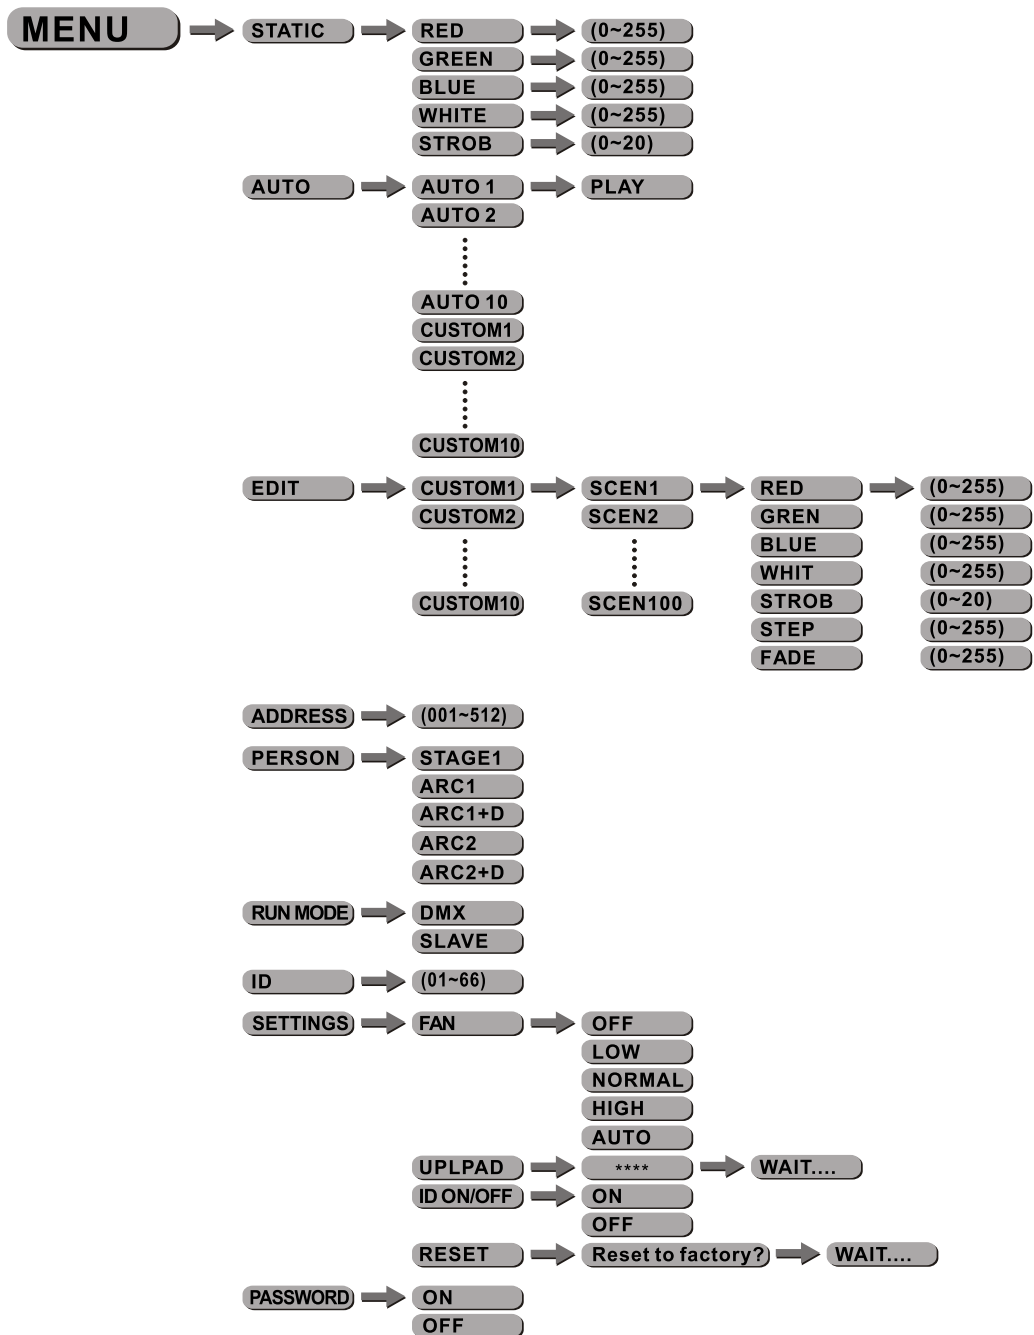 MENU STATIC RED (0~255)
GREEN (0~255)
BLUE (0~255)
WHITE (0~255)
STROB (0~20)
AUTO AUTO 1 PLAY
AUTO 2
AUTO 10
CUSTOM1
CUSTOM2
CUSTOM10
EDIT CUSTOM1 SCEN1 RED (0~255)
CUSTOM2 SCEN2 GREN (0~255)
BLUE (0~255)
WHIT (0~255)
CUSTOM10 SCEN100 STROB (0~20)
STEP (0~255)
FADE (0~255)
ADDRESS (001~512)
PERSON STAGE1
ARC1
ARC1+D
ARC2
ARC2+D
RUN MODE DMX
SLAVE
ID (01~66)
SETTINGS FAN OFF
LOW
NORMAL
HIGH
AUTO
UPLPAD **** WAIT....
ID ON/OFF ON
OFF
RESET Reset to factory? WAIT....
PASSWORD ON
OFF